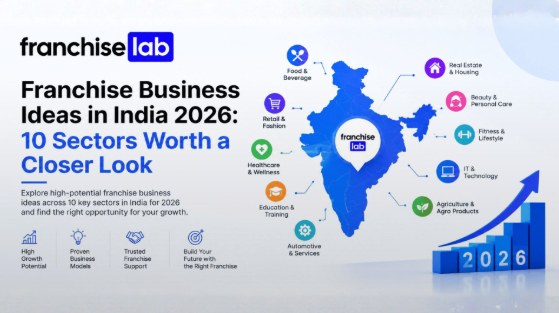 franchise lab
Franchise Business
Ideas in India 2026:
10 Sectors Worth a
Closer Look
Explore high-potential franchise business
ideas across 10 key sectors in India for 2026
and find the right opportunity for your growth.
High
Growth
Potential
Proven
Business
Models
Trusted
Franchise
Support
Build Your
Future with
the Right Franchise
Food &
Beverage
Retail &
Fashion
Healthcare
& Wellness
Education &
Training
Automotive
& Services
franchise
lab
Real Estate
& Housing
Beauty &
Personal Care
Fitness &
Lifestyle
IT &
Technology
Agriculture &
Agro Products
2026